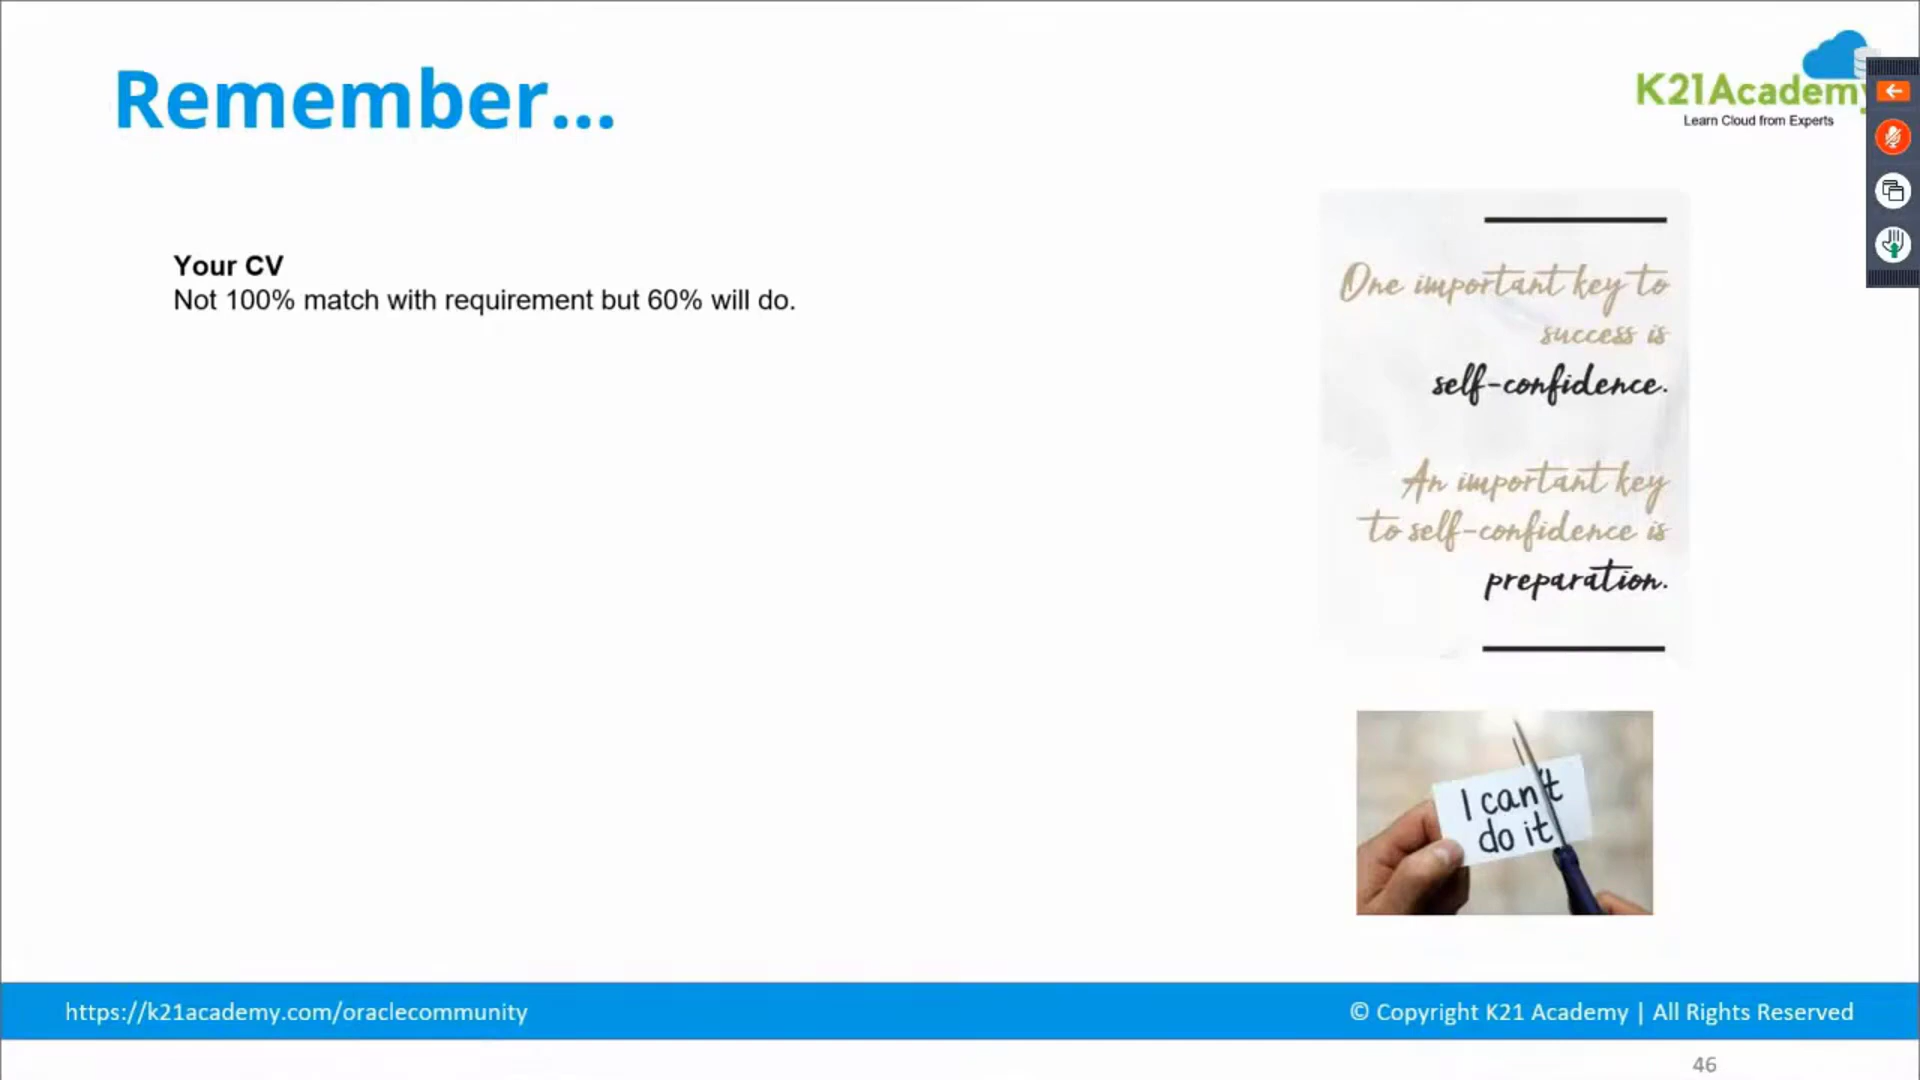 Remember...
K21Academy
Learn Cloud from Experts
Your CV
Not 100% match with requirement but 60% will do.
One important key to
success is
self-confidence.
An important key
to self-confidence is
preparation.
I can't
do it
https://k21academy.com/oraclecommunity
© Copyright K21 Academy | All Rights Reserved
46